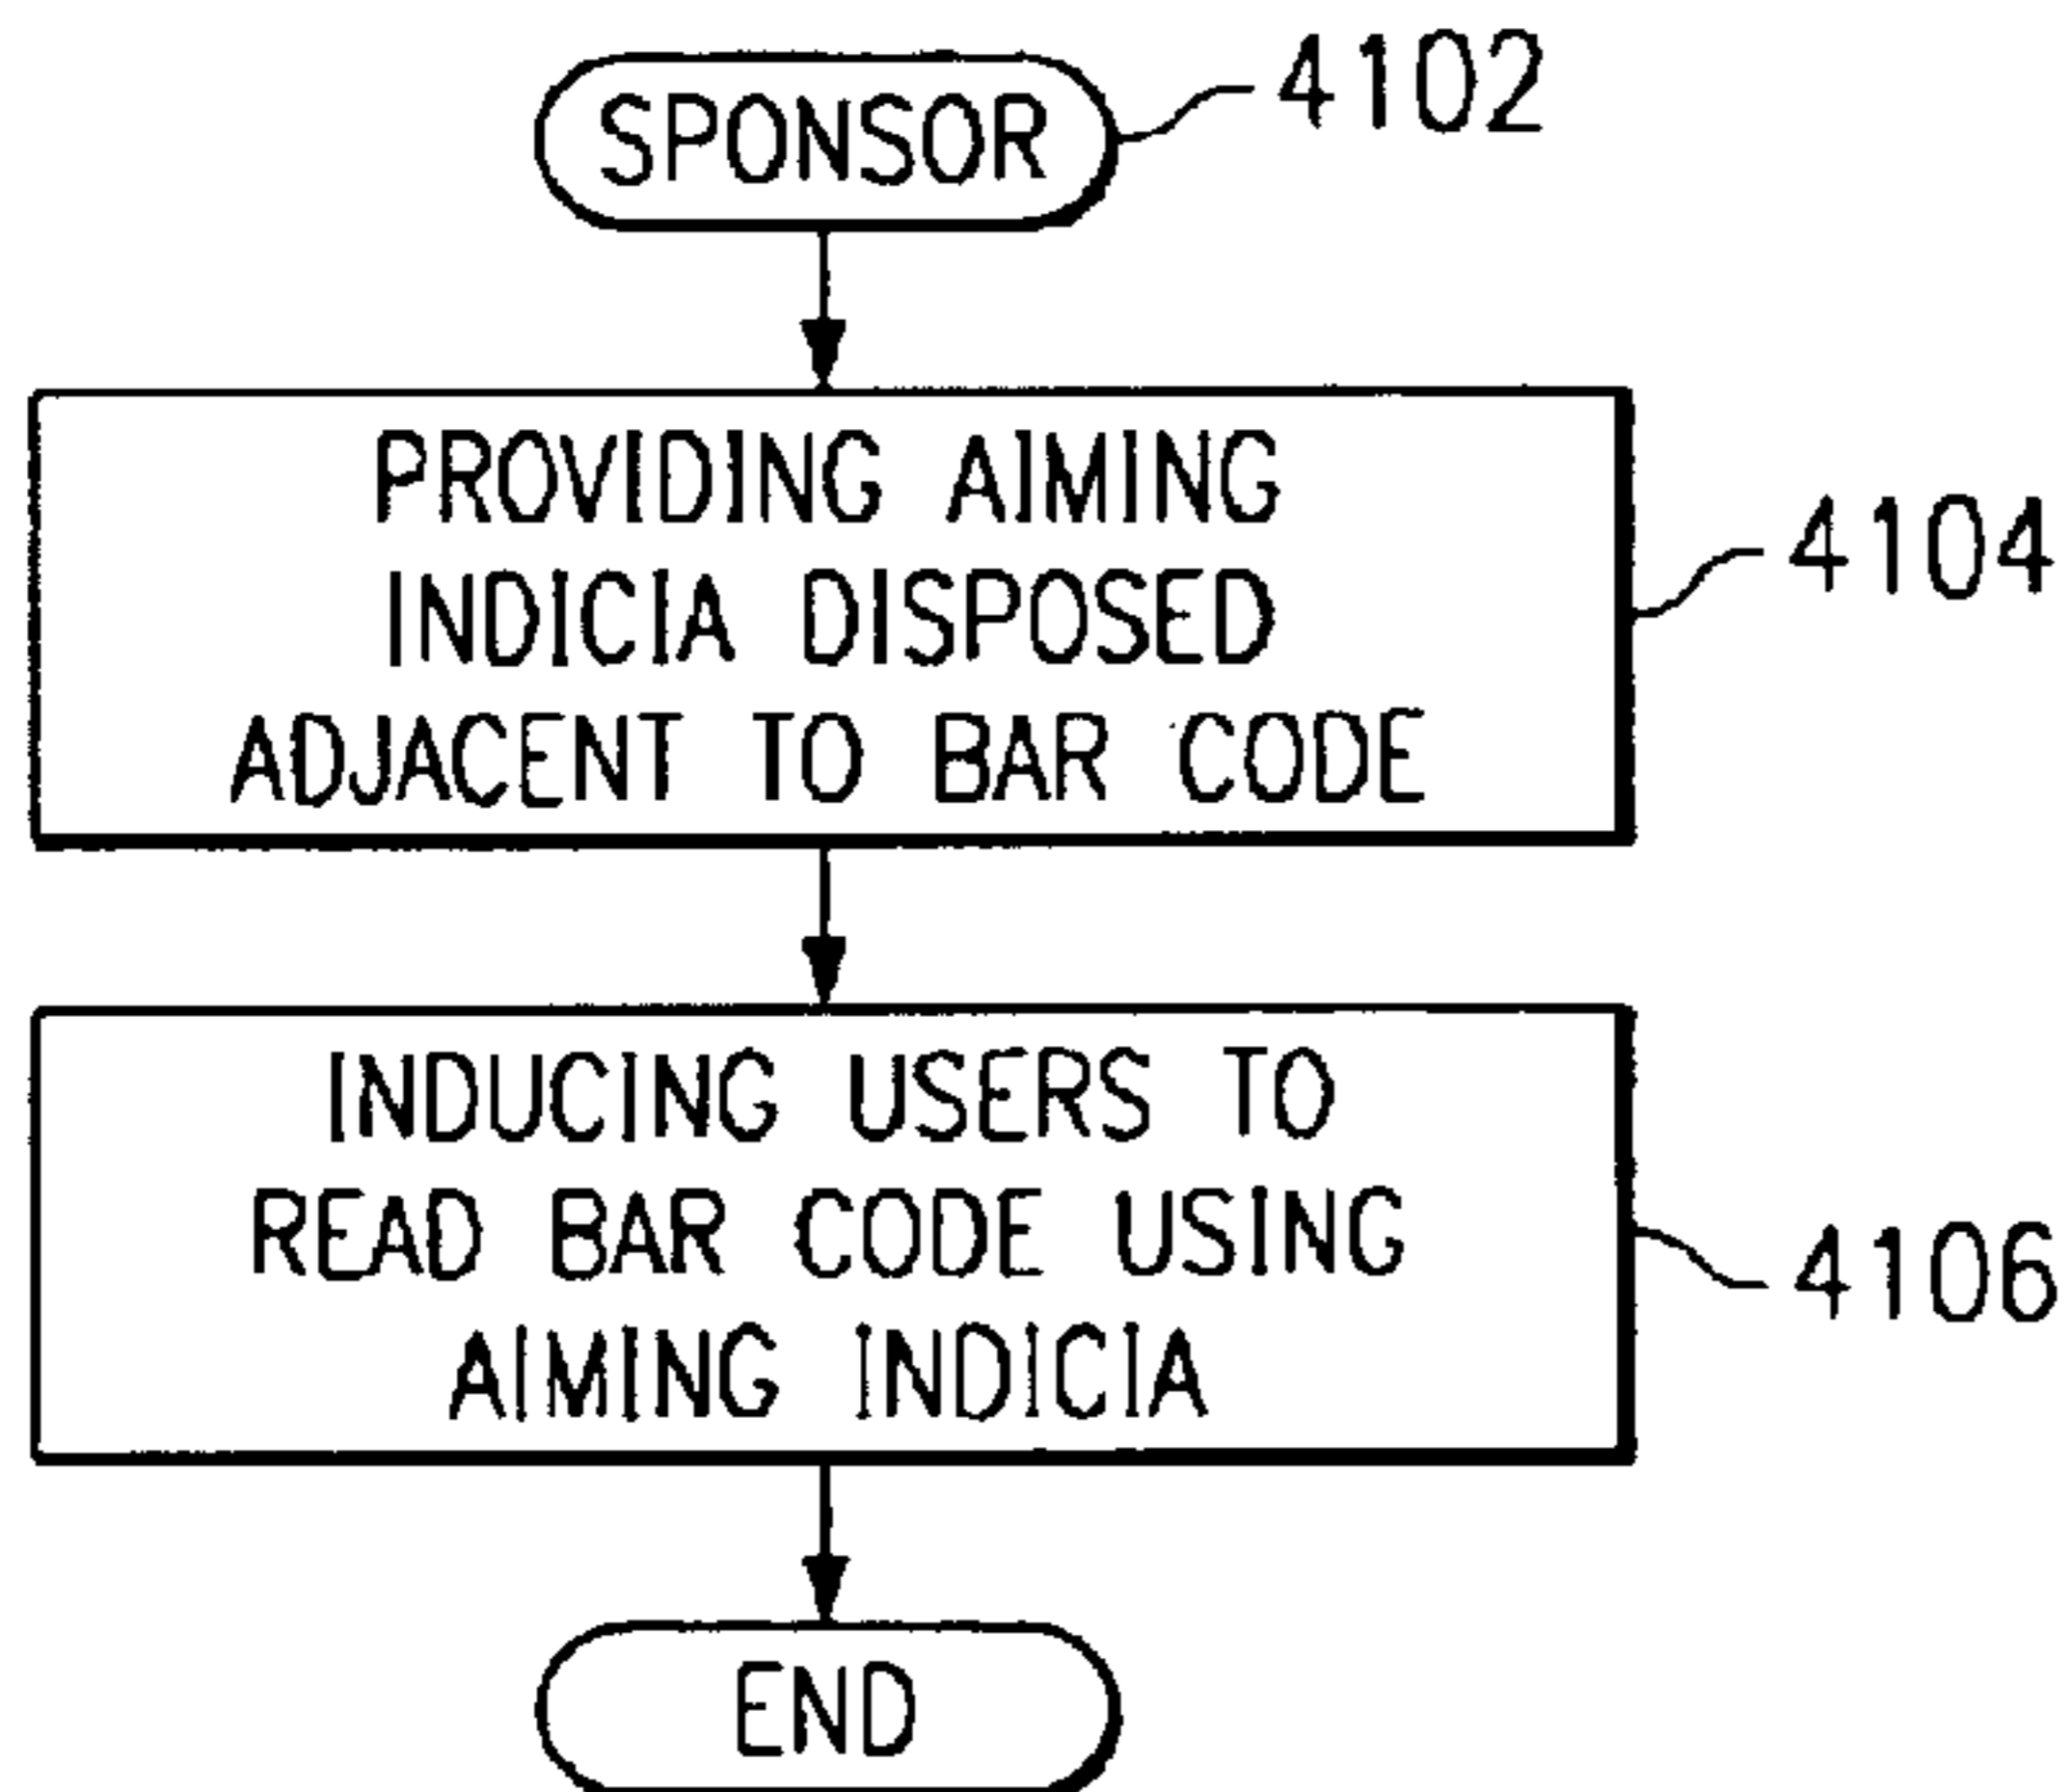 SPONSOR
4102
PROVIDING AIMING
INDICIA DISPOSED
ADJACENT TO BAR CODE
4104
INDUCING USERS TO
READ BAR CODE USING
AIMING INDICIA
4106
END